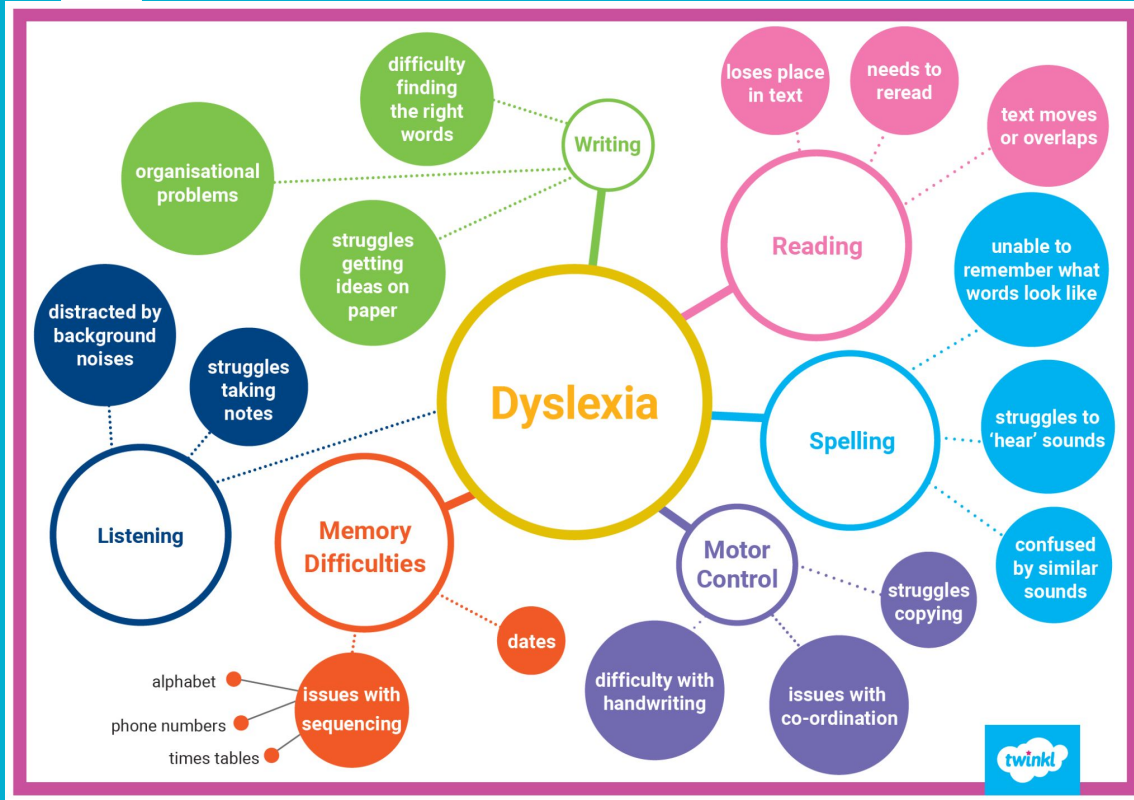 Dyslexia
Writing
difficulty
finding
the right
words
organisational
problems
struggles
getting
ideas on
paper
Reading
loses place
in text
needs to
reread
text moves
or overlaps
Spelling
unable to
remember what
words look like
struggles to
‘hear’ sounds
confused
by similar
sounds
Motor
Control
struggles
copying
issues with
co-ordination
difficulty with
handwriting
Memory
Difficulties
dates
issues with
sequencing
alphabet
phone numbers
times tables
Listening
distracted by
background
noises
struggles
taking
notes
twinkl